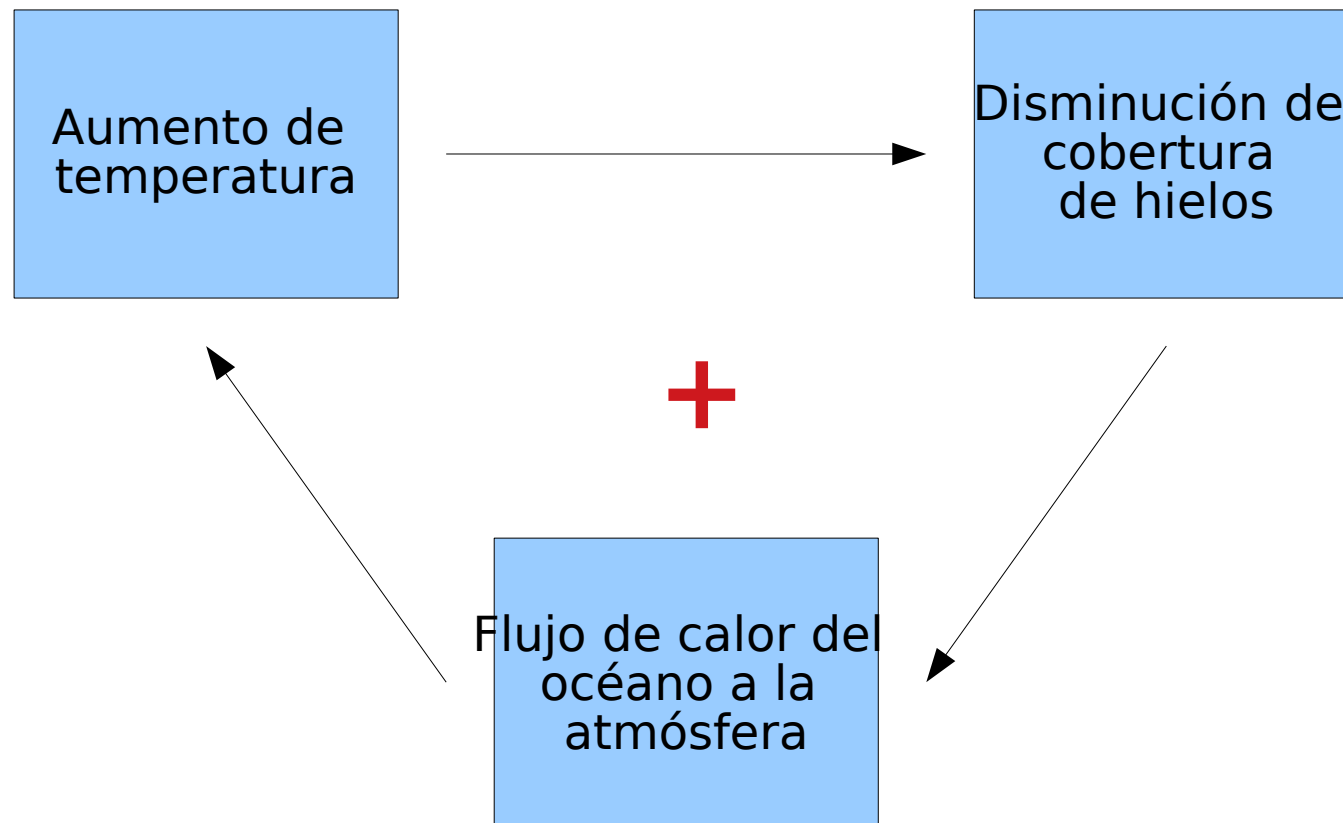 Aumento de
temperatura
Disminución de
cobertura
de hielos
+
Flujo de calor del
océano a la
atmósfera